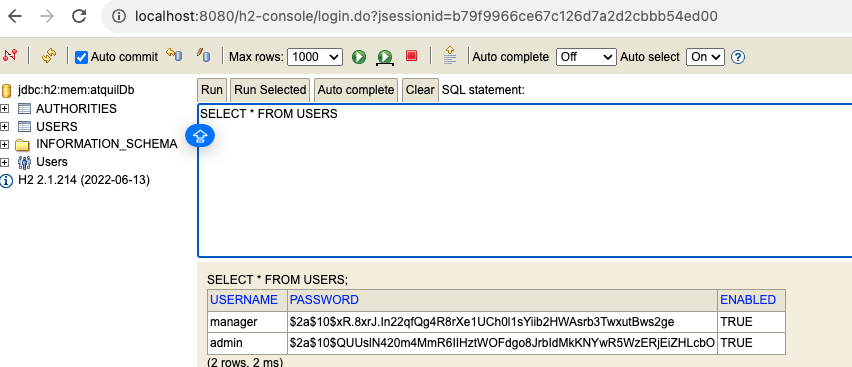 localhost:8080/h2-console/login.do?jsessionid=b79f9966ce67c126d7a2d2cbbb54ed00
Auto commit Max rows: 1000 Auto complete Off Auto select On ?
jdbc:h2:mem:atquilDb
AUTHORITIES
USERS
INFORMATION_SCHEMA
Users
H2 2.1.214 (2022-06-13)
Run Run Selected Auto complete Clear SQL statement:
SELECT * FROM USERS
SELECT * FROM USERS;
USERNAME PASSWORD ENABLED
manager $2a$10$xR.8xrJ.In22qfQg4R8rXe1UCh0l1sYiib2HWAsrb3TwxutBws2ge TRUE
admin $2a$10$QUUslN420m4MmR6IIHztWOFdgo8JrbIdMkKNYwR5WzERjEiZHLcbO TRUE
(2 rows, 2 ms)